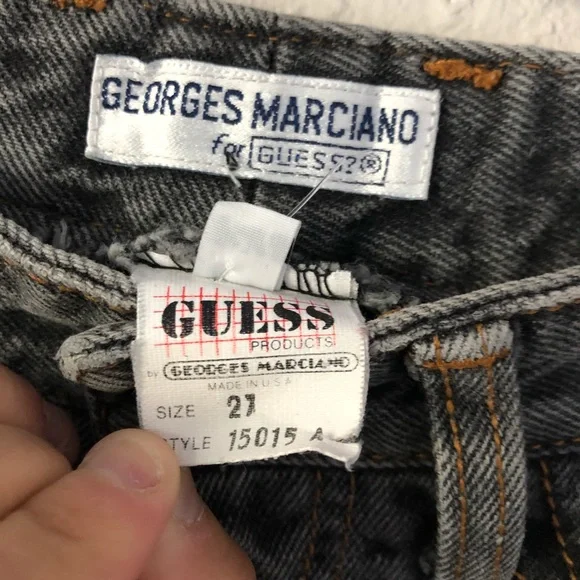 GEORGES MARCIANO
for GUESS?®
GUESS
PRODUCTS
by GEORGES MARCIANO
MADE IN U.S.A.
SIZE 27
STYLE 15015 A